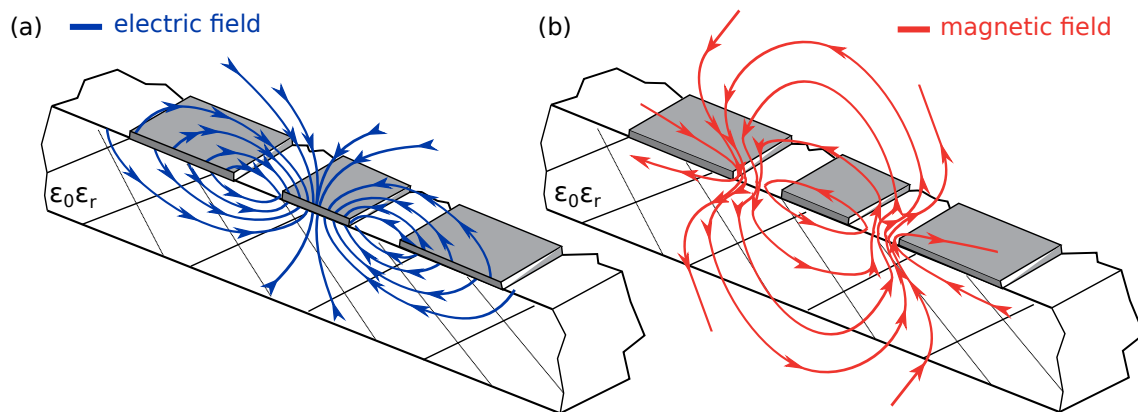 (a) electric field
(b) magnetic field
ε₀εᵣ
ε₀εᵣ